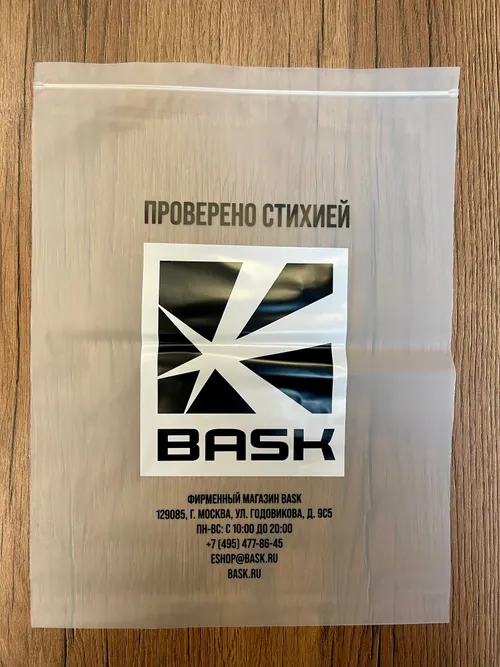 ПРОВЕРЕНО СТИХИЕЙ
BASK
ФИРМЕННЫЙ МАГАЗИН BASK
129085, Г. МОСКВА, УЛ. ГОДОВИКОВА, Д. 9С5
ПН-ВС: С 10:00 ДО 20:00
+7 (495) 477-86-45
ESHOP@BASK.RU
BASK.RU